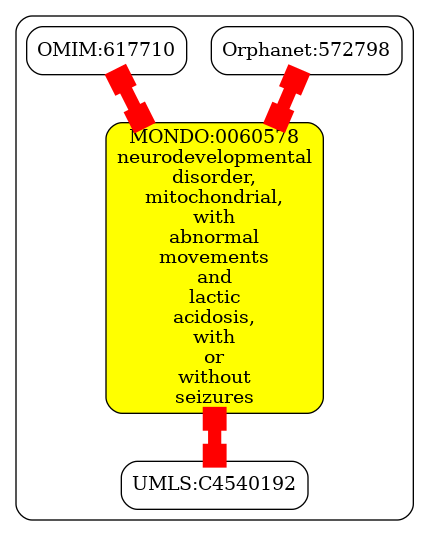 OMIM:617710
Orphanet:572798
MONDO:0060578
neurodevelopmental
disorder,
mitochondrial,
with
abnormal
movements
and
lactic
acidosis,
with
or
without
seizures
UMLS:C4540192